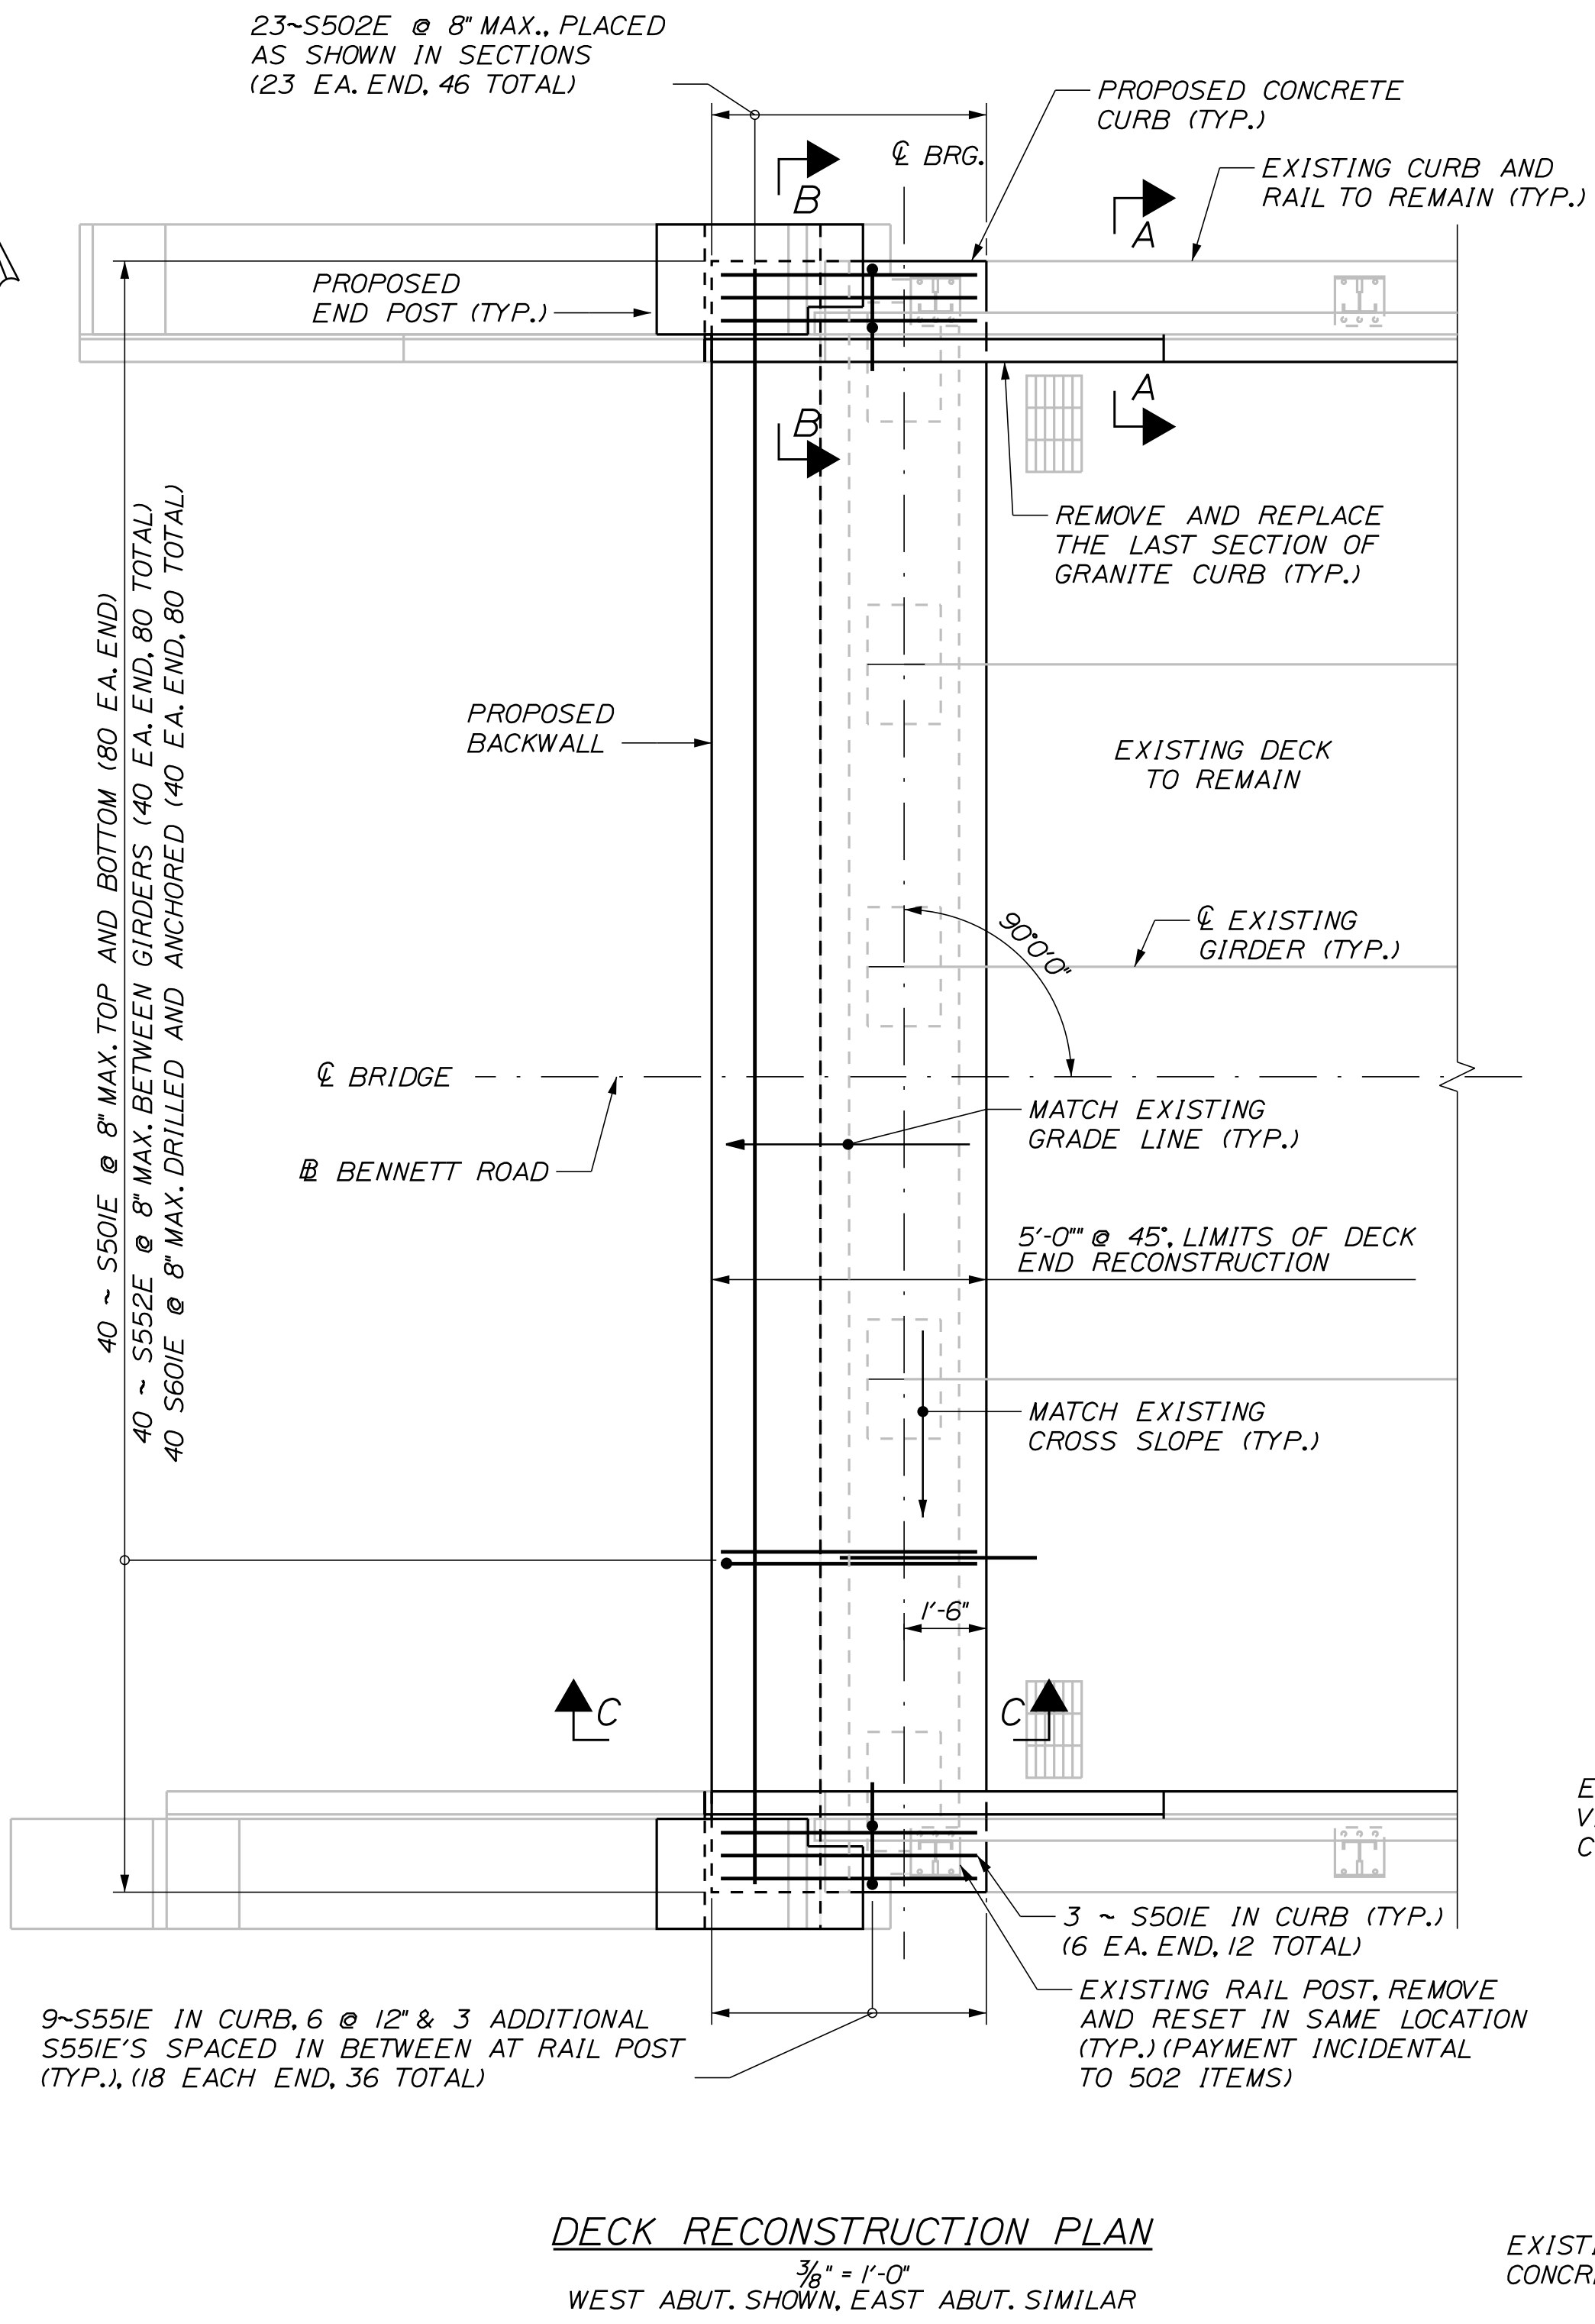 23~S502E @ 8" MAX., PLACED
AS SHOWN IN SECTIONS
(23 EA. END, 46 TOTAL)
PROPOSED CONCRETE
CURB (TYP.)
℄ BRG.
EXISTING CURB AND
RAIL TO REMAIN (TYP.)
B
A
PROPOSED
END POST (TYP.)
A
B
REMOVE AND REPLACE
THE LAST SECTION OF
GRANITE CURB (TYP.)
40 ~ S501E @ 8" MAX. TOP AND BOTTOM (80 EA. END)
40 ~ S552E @ 8" MAX. BETWEEN GIRDERS (40 EA. END, 80 TOTAL)
40 S601E @ 8" MAX. DRILLED AND ANCHORED (40 EA. END, 80 TOTAL)
PROPOSED
BACKWALL
EXISTING DECK
TO REMAIN
90°0'0"
℄ EXISTING
GIRDER (TYP.)
℄ BRIDGE
MATCH EXISTING
GRADE LINE (TYP.)
BL BENNETT ROAD
5'-0"" @ 45°, LIMITS OF DECK
END RECONSTRUCTION
MATCH EXISTING
CROSS SLOPE (TYP.)
1'-6"
C
C
3 ~ S501E IN CURB (TYP.)
(6 EA. END, 12 TOTAL)
EXISTING RAIL POST, REMOVE
AND RESET IN SAME LOCATION
(TYP.) (PAYMENT INCIDENTAL
TO 502 ITEMS)
9~S551E IN CURB, 6 @ 12" & 3 ADDITIONAL
S551E'S SPACED IN BETWEEN AT RAIL POST
(TYP.), (18 EACH END, 36 TOTAL)
DECK RECONSTRUCTION PLAN
3/8" = 1'-0"
WEST ABUT. SHOWN, EAST ABUT. SIMILAR